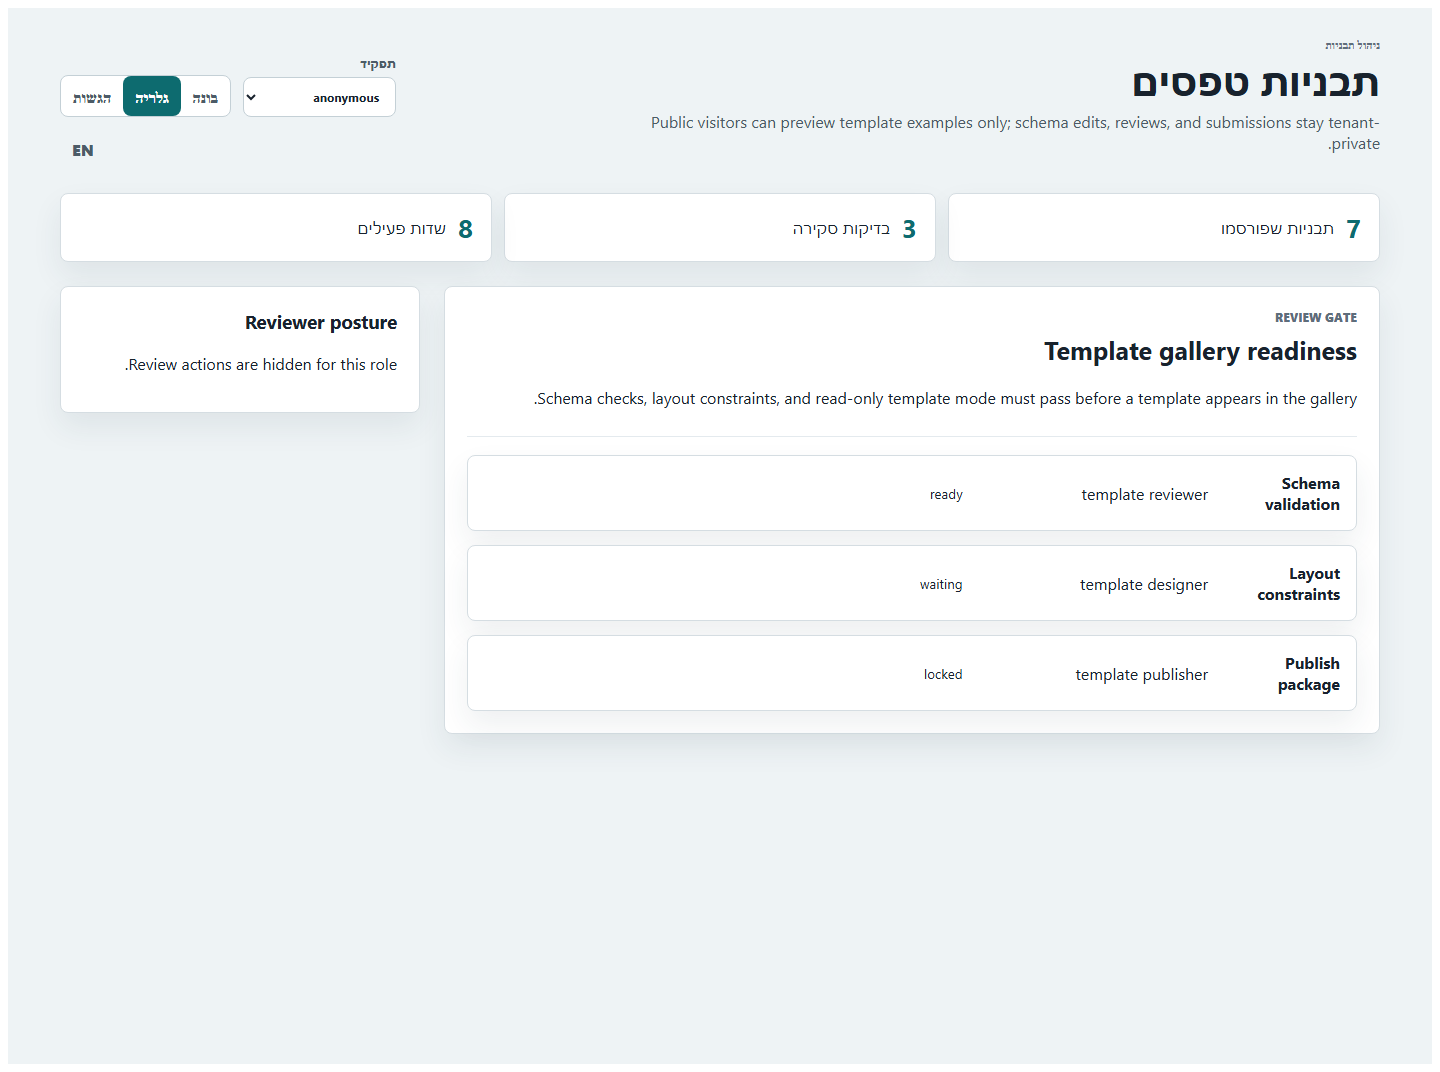 ניהול תבניות
תבניות טפסים
Public visitors can preview template examples only; schema edits, reviews, and submissions stay tenant-
private.
תפקיד
anonymous
בונה
גלריה
הגשות
EN
7 תבניות שפורסמו
3 בדיקות סקירה
8 שדות פעילים
REVIEW GATE
Template gallery readiness
Schema checks, layout constraints, and read-only template mode must pass before a template appears in the gallery.
Schema
validation
template reviewer
ready
Layout
constraints
template designer
waiting
Publish
package
template publisher
locked
Reviewer posture
Review actions are hidden for this role.